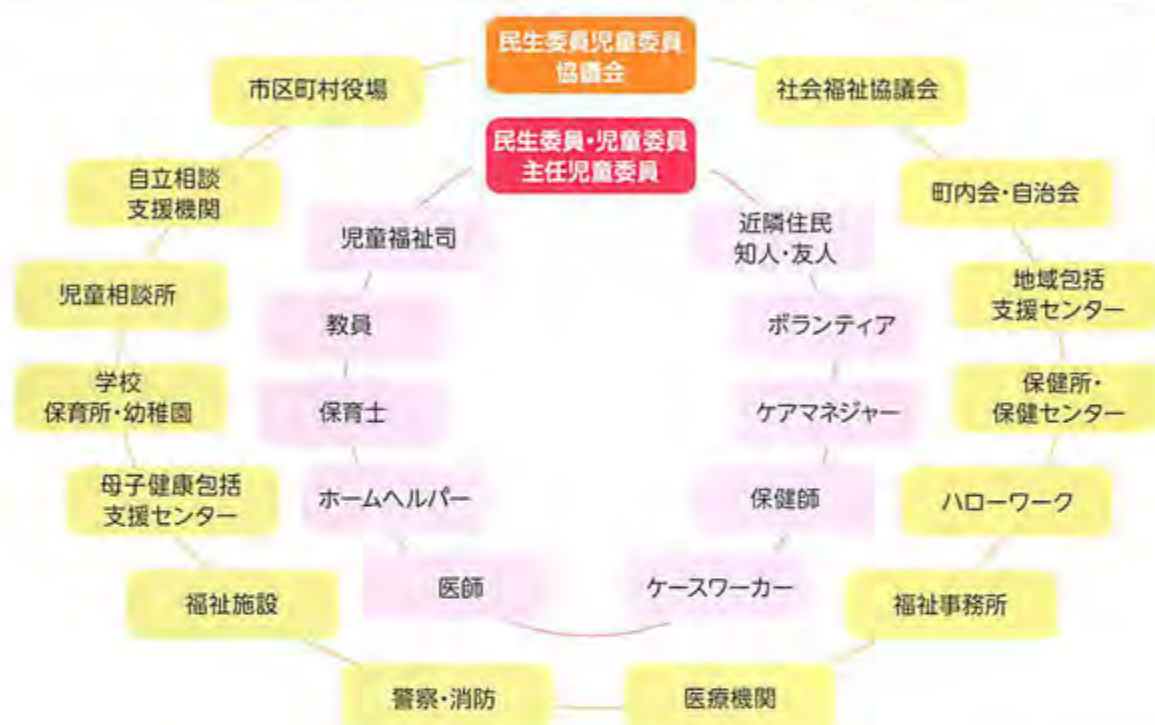 民生委員児童委員
協議会
市区町村役場
社会福祉協議会
民生委員・児童委員
主任児童委員
自立相談
支援機関
町内会・自治会
児童福祉司
近隣住民
知人・友人
児童相談所
地域包括
支援センター
教員
ボランティア
学校
保育所・幼稚園
保健所・
保健センター
保育士
ケアマネジャー
母子健康包括
支援センター
ホームヘルパー
保健師
ハローワーク
医師
ケースワーカー
福祉施設
福祉事務所
警察・消防
医療機関